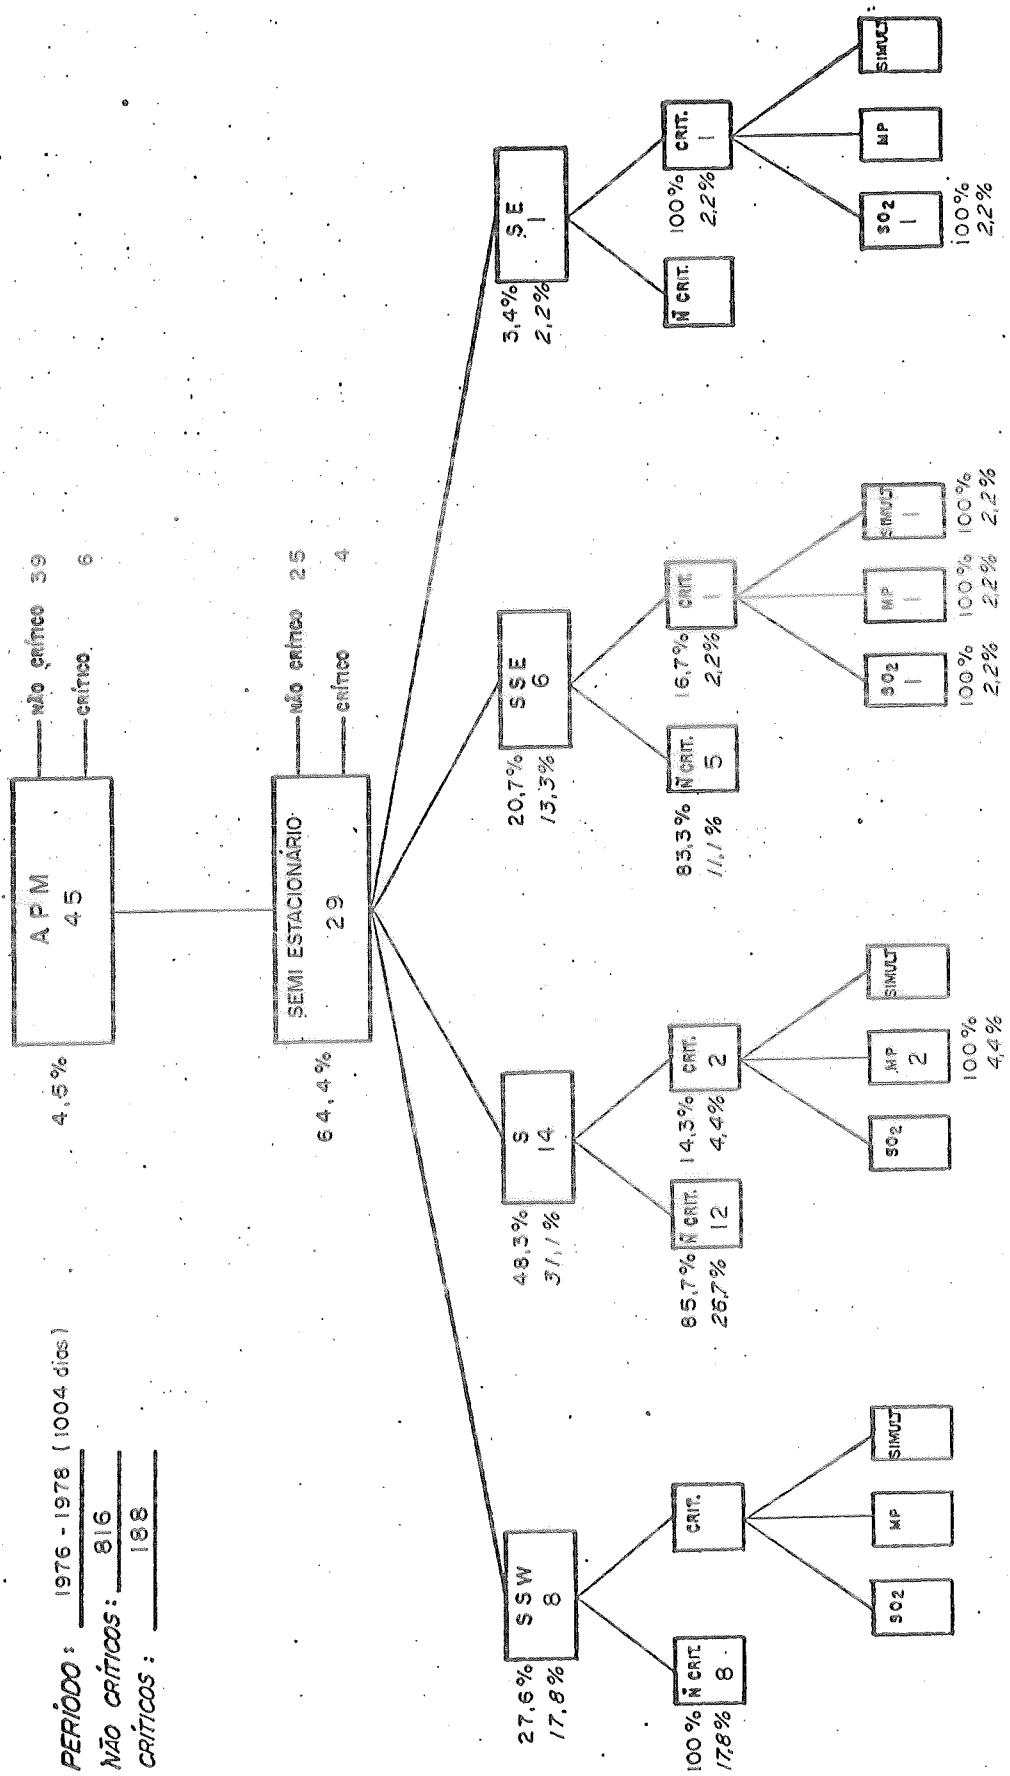 PERÍODO: 1976 - 1978 (1004 dias)
NÃO CRÍTICOS: 816
CRÍTICOS: 188
4,5%
A P M
45
NÃO CRÍTICO 39
CRÍTICO 6
64,4%
SEMI ESTACIONÁRIO
29
NÃO CRÍTICO 25
CRÍTICO 4
27,6%
17,8%
SSW
8
48,3%
31,1%
S
14
20,7%
13,3%
SSE
6
3,4%
2,2%
SE
1
100%
17,8%
N̄ CRIT.
8
CRIT.
85,7%
26,7%
N̄ CRIT.
12
14,3%
4,4%
CRIT.
2
83,3%
11,1%
N̄ CRIT.
5
16,7%
2,2%
CRIT.
1
N̄ CRIT.
100%
2,2%
CRIT.
1
SO2
MP
SIMULT
SO2
MP
2
100%
4,4%
SIMULT
SO2
1
100%
2,2%
MP
1
100%
2,2%
SIMULT
1
100%
2,2%
SO2
1
100%
2,2%
MP
SIMULT